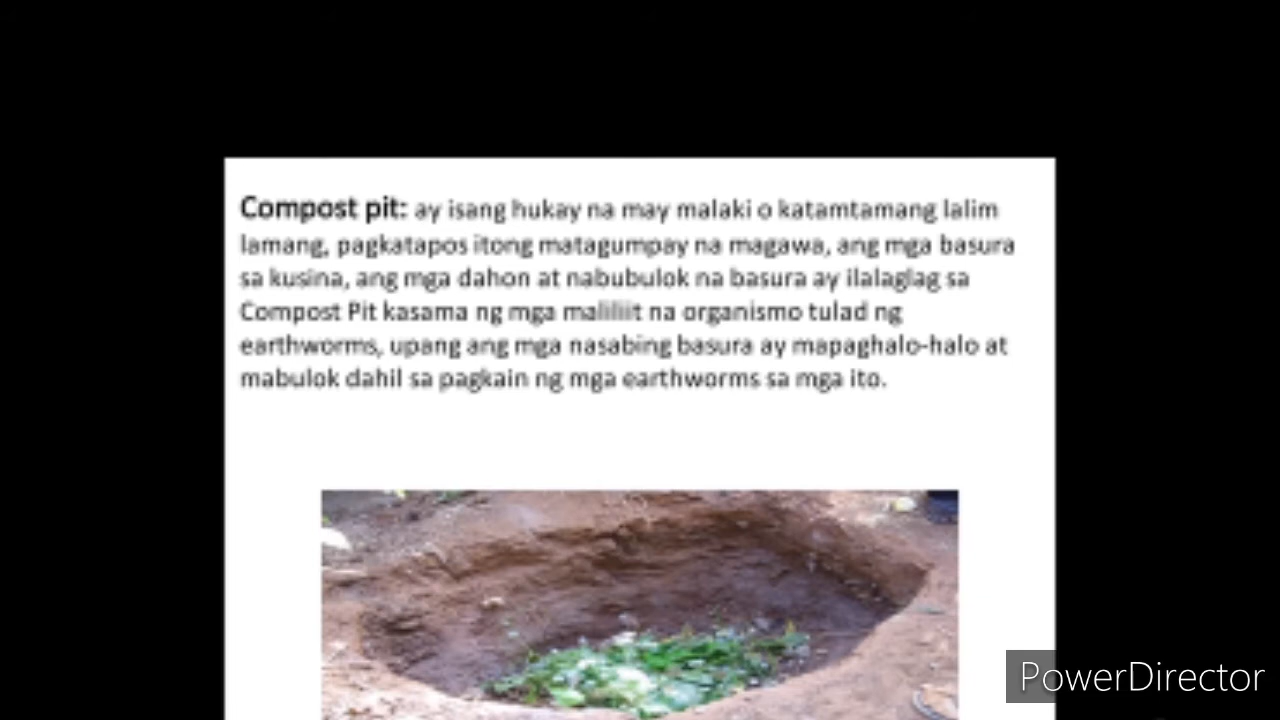 Compost pit: ay isang hukay na may malaki o katamtamang lalim
lamang, pagkatapos itong matagumpay na magawa, ang mga basura
sa kusina, ang mga dahon at nabubulok na basura ay ilalaglag sa
Compost Pit kasama ng mga maliliit na organismo tulad ng
earthworms, upang ang mga nasabing basura ay mapaghalo-halo at
mabulok dahil sa pagkain ng mga earthworms sa mga ito.
PowerDirector